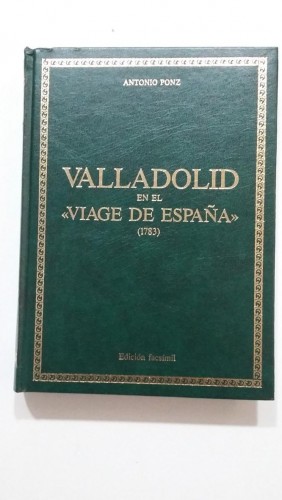 ANTONIO PONZ
VALLADOLID
EN EL
«VIAGE DE ESPAÑA»
(1783)
Edición facsímil